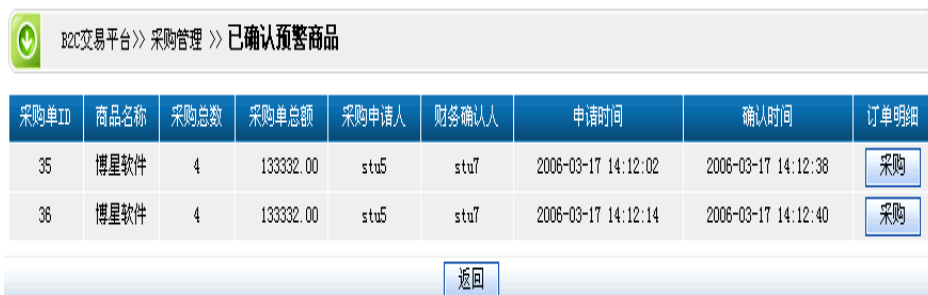 B2C交易平台>> 采购管理 >> 已确认预警商品
采购单ID 商品名称 采购总数 采购单总额 采购申请人 财务确认人 申请时间 确认时间 订单明细
35 博星软件 4 133332.00 stu5 stu7 2006-03-17 14:12:02 2006-03-17 14:12:38 采购
36 博星软件 4 133332.00 stu5 stu7 2006-03-17 14:12:14 2006-03-17 14:12:40 采购
返回